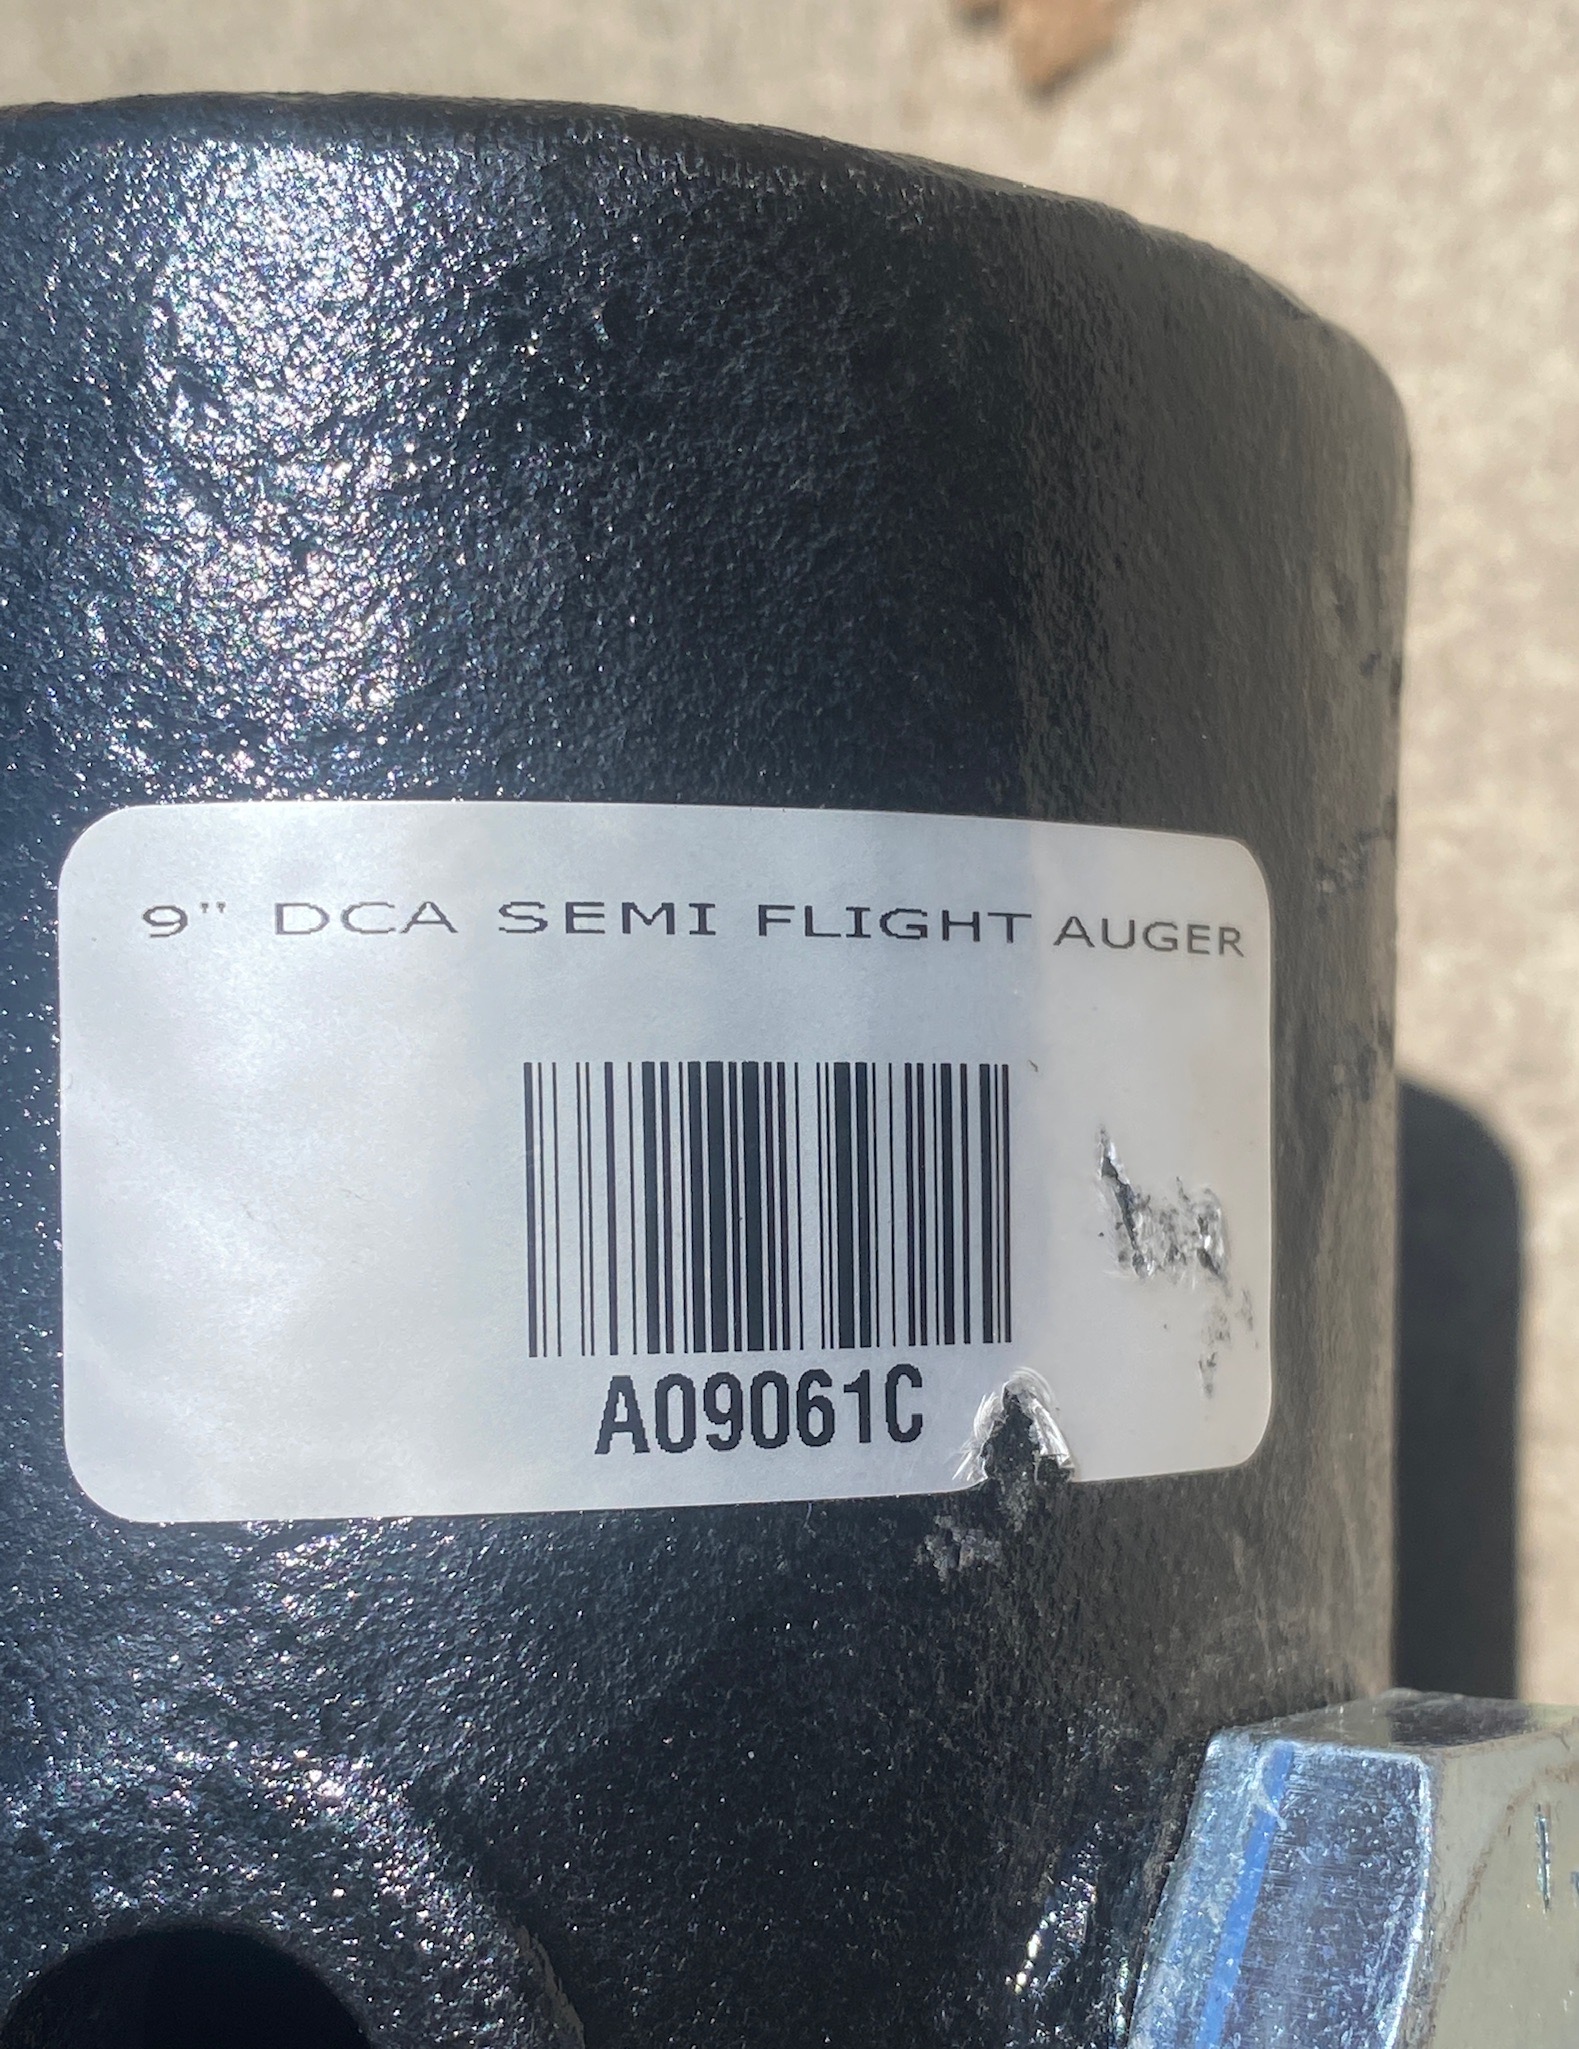 9" DCA SEMI FLIGHT AUGER
A09061C